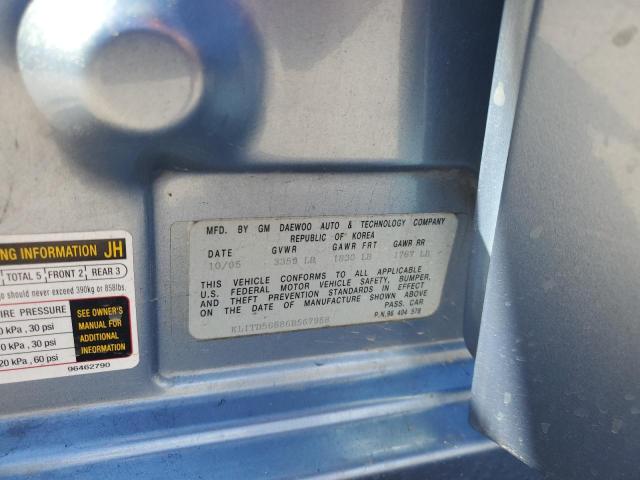 MFD. BY GM DAEWOO AUTO & TECHNOLOGY COMPANY
REPUBLIC OF KOREA
DATE GVWR GAWR FRT GAWR RR
10/05 3359 LB 1830 LB 1767 LB
THIS VEHICLE CONFORMS TO ALL APPLICABLE
U.S. FEDERAL MOTOR VEHICLE SAFETY, BUMPER,
AND THEFT PREVENTION STANDARDS IN EFFECT
ON THE DATE OF MANUFACTURE SHOWN ABOVE
PASS. CAR
P.N.96 404 578
NG INFORMATION JH
TOTAL 5 FRONT 2 REAR 3
should never exceed 390kg or 858lbs.
IRE PRESSURE
kPa, 30 psi
0 kPa, 30 psi
20 kPa, 60 psi
SEE OWNER'S
MANUAL FOR
ADDITIONAL
INFORMATION
96462790